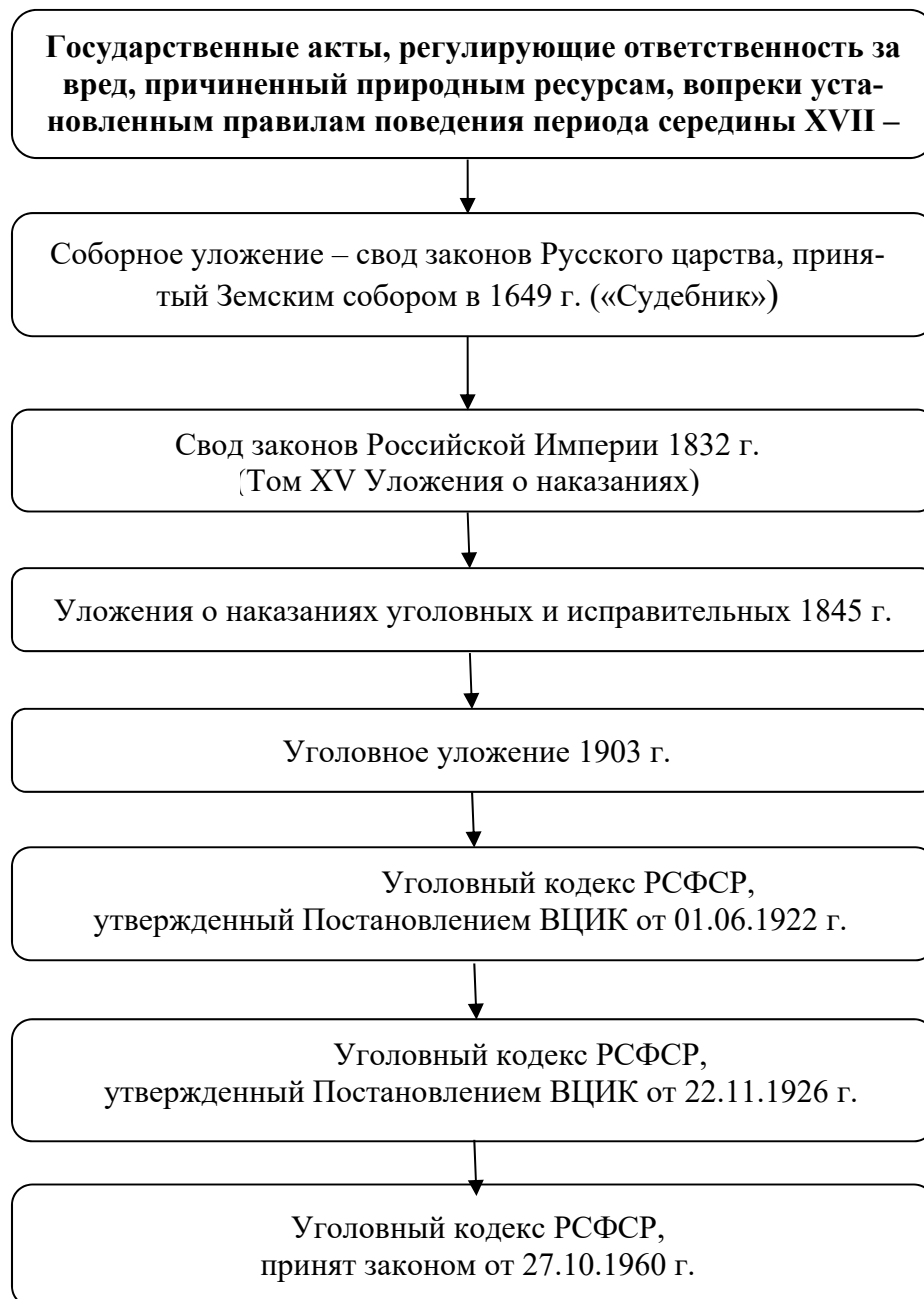 Государственные акты, регулирующие ответственность за
вред, причиненный природным ресурсам, вопреки уста-
новленным правилам поведения периода середины XVII –
Соборное уложение – свод законов Русского царства, приня-
тый Земским собором в 1649 г. («Судебник»)
Свод законов Российской Империи 1832 г.
(Том XV Уложения о наказаниях)
Уложения о наказаниях уголовных и исправительных 1845 г.
Уголовное уложение 1903 г.
Уголовный кодекс РСФСР,
утвержденный Постановлением ВЦИК от 01.06.1922 г.
Уголовный кодекс РСФСР,
утвержденный Постановлением ВЦИК от 22.11.1926 г.
Уголовный кодекс РСФСР,
принят законом от 27.10.1960 г.